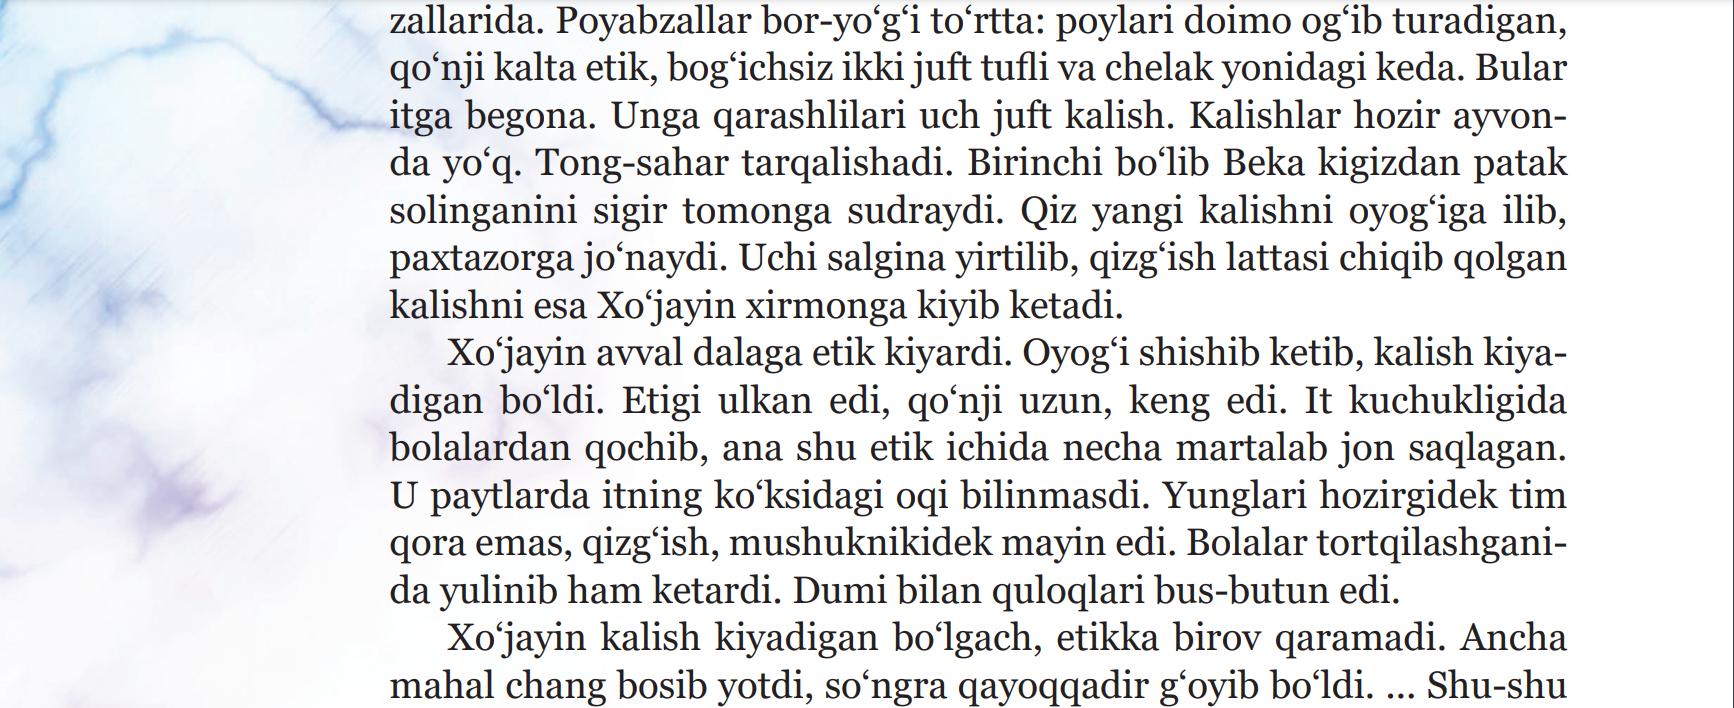 zallarida. Poyabzallar bor-yo‘g‘i to‘rtta: poylari doimo og‘ib turadigan,
qo‘nji kalta etik, bog‘ichsiz ikki juft tufli va chelak yonidagi keda. Bular
itga begona. Unga qarashlilari uch juft kalish. Kalishlar hozir ayvon-
da yo‘q. Tong-sahar tarqalishadi. Birinchi bo‘lib Beka kigizdan patak
solinganini sigir tomonga sudraydi. Qiz yangi kalishni oyog‘iga ilib,
paxtazorga jo‘naydi. Uchi salgina yirtilib, qizg‘ish lattasi chiqib qolgan
kalishni esa Xo‘jayin xirmonga kiyib ketadi.
Xo‘jayin avval dalaga etik kiyardi. Oyog‘i shishib ketib, kalish kiya-
digan bo‘ldi. Etigi ulkan edi, qo‘nji uzun, keng edi. It kuchukligida
bolalardan qochib, ana shu etik ichida necha martalab jon saqlagan.
U paytlarda itning ko‘ksidagi oqi bilinmasdi. Yunglari hozirgidek tim
qora emas, qizg‘ish, mushuknikidek mayin edi. Bolalar tortqilashgani-
da yulinib ham ketardi. Dumi bilan quloqlari bus-butun edi.
Xo‘jayin kalish kiyadigan bo‘lgach, etikka birov qaramadi. Ancha
mahal chang bosib yotdi, so‘ngra qayoqqadir g‘oyib bo‘ldi. ... Shu-shu